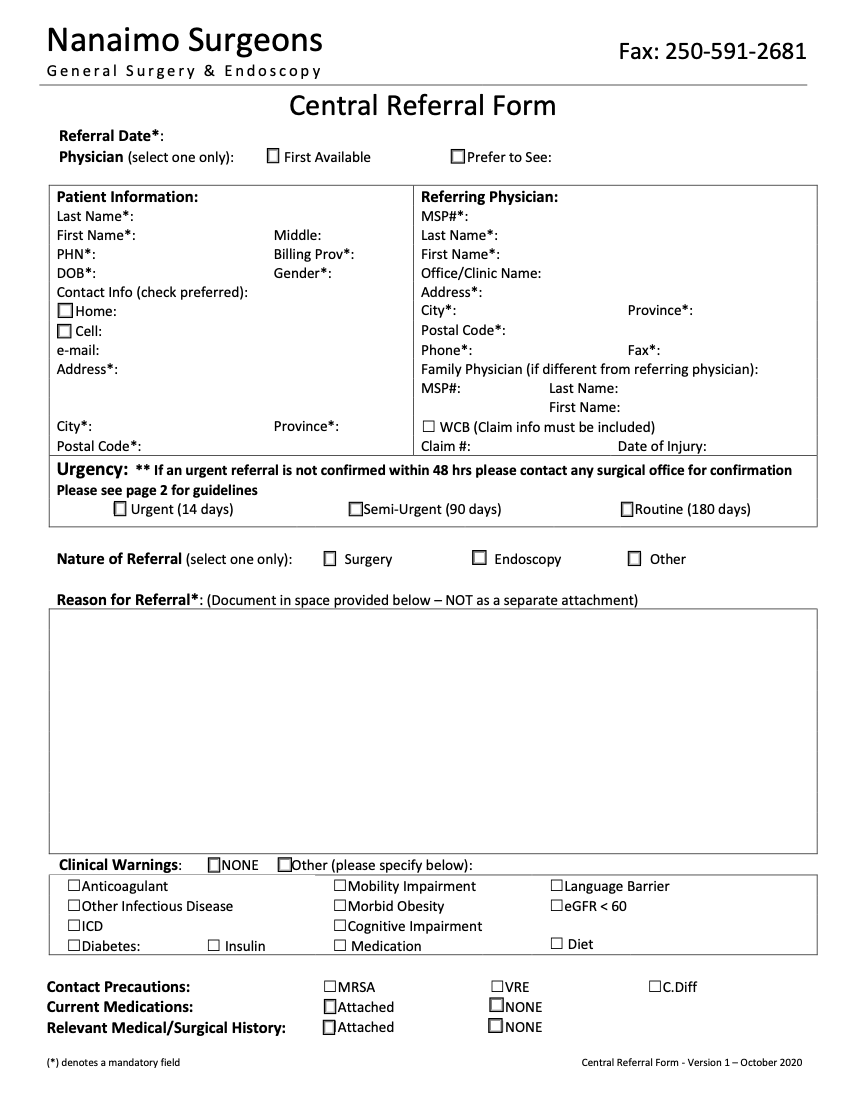 Nanaimo Surgeons
General Surgery & Endoscopy
Fax: 250-591-2681
Central Referral Form
Referral Date*:
Physician (select one only): ☐ First Available ☐ Prefer to See:
Patient Information:
Last Name*:
First Name*: Middle:
PHN*: Billing Prov*:
DOB*: Gender*:
Contact Info (check preferred):
☐ Home:
☐ Cell:
e-mail:
Address*:
City*: Province*:
Postal Code*:
Referring Physician:
MSP#*:
Last Name*:
First Name*:
Office/Clinic Name:
Address*:
City*: Province*:
Postal Code*:
Phone*: Fax*:
Family Physician (if different from referring physician):
MSP#: Last Name:
First Name:
☐ WCB (Claim info must be included)
Claim #: Date of Injury:
Urgency: ** If an urgent referral is not confirmed within 48 hrs please contact any surgical office for confirmation
Please see page 2 for guidelines
☐ Urgent (14 days) ☐ Semi-Urgent (90 days) ☐ Routine (180 days)
Nature of Referral (select one only): ☐ Surgery ☐ Endoscopy ☐ Other
Reason for Referral*: (Document in space provided below – NOT as a separate attachment)
Clinical Warnings: ☐ NONE ☐ Other (please specify below):
☐ Anticoagulant ☐ Mobility Impairment ☐ Language Barrier
☐ Other Infectious Disease ☐ Morbid Obesity ☐ eGFR < 60
☐ ICD ☐ Cognitive Impairment
☐ Diabetes: ☐ Insulin ☐ Medication ☐ Diet
Contact Precautions: ☐ MRSA ☐ VRE ☐ C.Diff
Current Medications: ☐ Attached ☐ NONE
Relevant Medical/Surgical History: ☐ Attached ☐ NONE
(*) denotes a mandatory field
Central Referral Form - Version 1 – October 2020